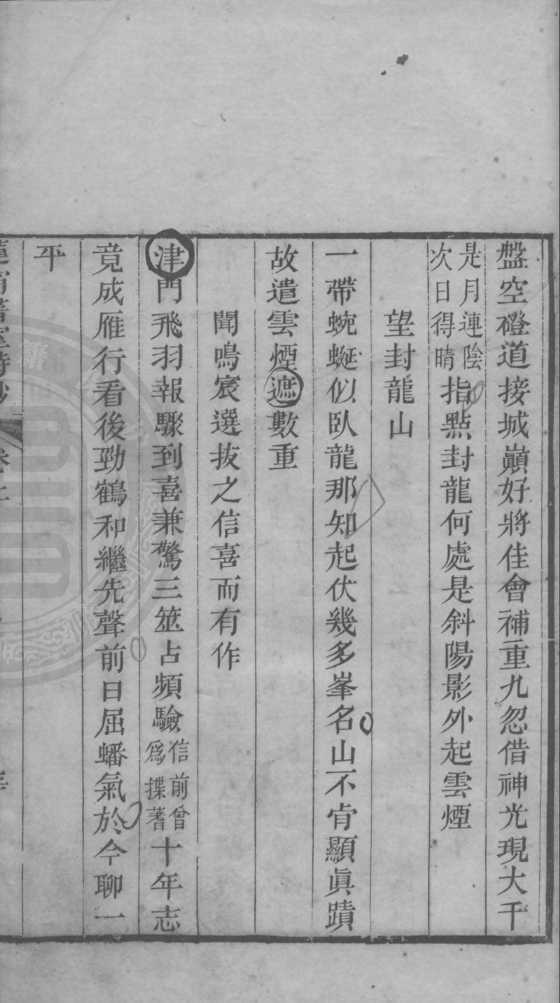 盤空磴道接城巔好將佳會補重九忽借神光現大千
是月連陰
次日得晴
指點封龍何處是斜陽影外起雲煙
望封龍山
一帶蜿蜒似臥龍那知起伏幾多峯名山不肯顯眞蹟
故遣雲煙遮數重
聞鳴宸選拔之信喜而有作
津門飛羽報驟到喜兼驚三筮占頻驗
信前曾
爲揲蓍
十年志
竟成雁行看後勁鶴和繼先聲前日屈蟠氣於今聊一
平